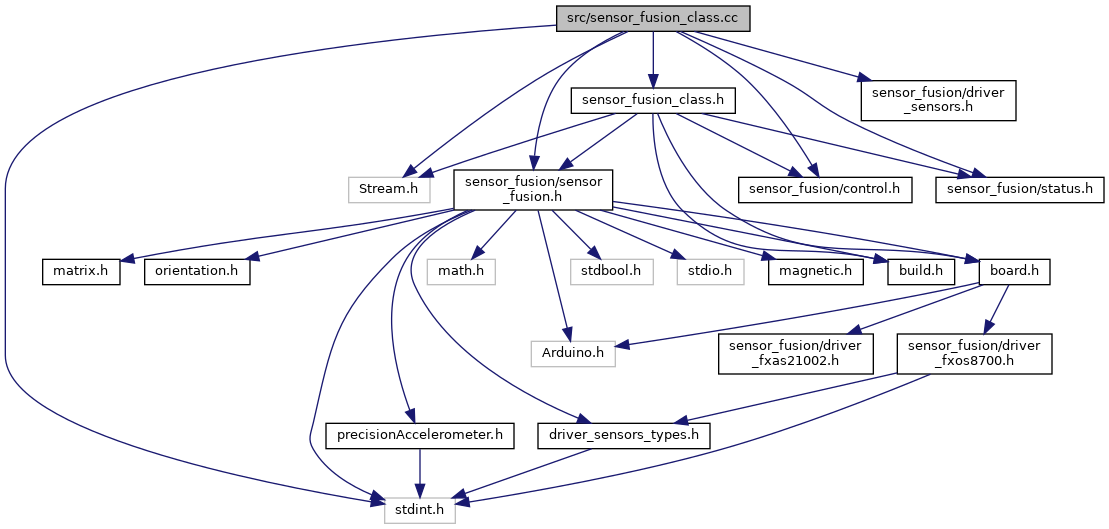 src/sensor_fusion_class.cc
sensor_fusion/driver
_sensors.h
sensor_fusion_class.h
Stream.h
sensor_fusion/sensor
_fusion.h
sensor_fusion/control.h
sensor_fusion/status.h
matrix.h
orientation.h
math.h
stdbool.h
stdio.h
magnetic.h
build.h
board.h
Arduino.h
sensor_fusion/driver
_fxas21002.h
sensor_fusion/driver
_fxos8700.h
precisionAccelerometer.h
driver_sensors_types.h
stdint.h